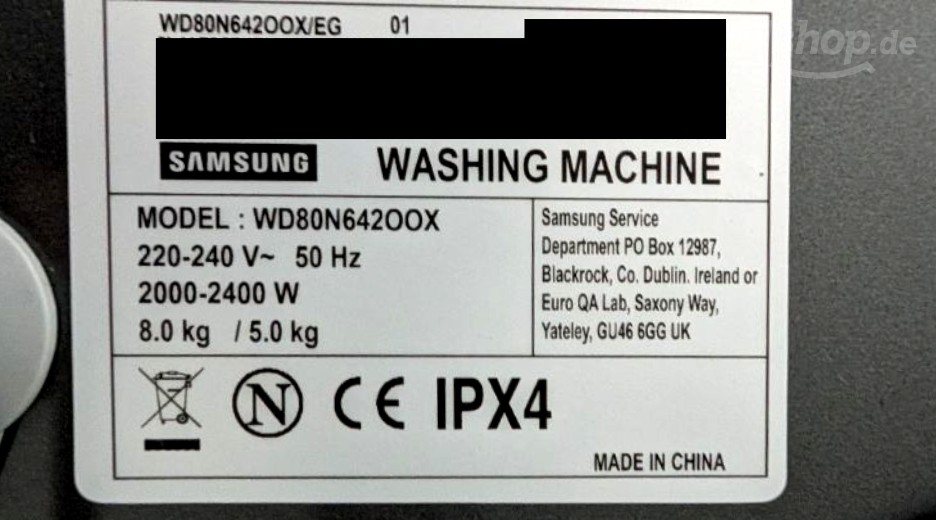 WD80N642OOX/EG 01
hop.de
SAMSUNG WASHING MACHINE
MODEL : WD80N642OOX
220-240 V~ 50 Hz
2000-2400 W
8.0 kg / 5.0 kg
Samsung Service
Department PO Box 12987,
Blackrock, Co. Dublin. Ireland or
Euro QA Lab, Saxony Way,
Yateley, GU46 6GG UK
N CE IPX4
MADE IN CHINA